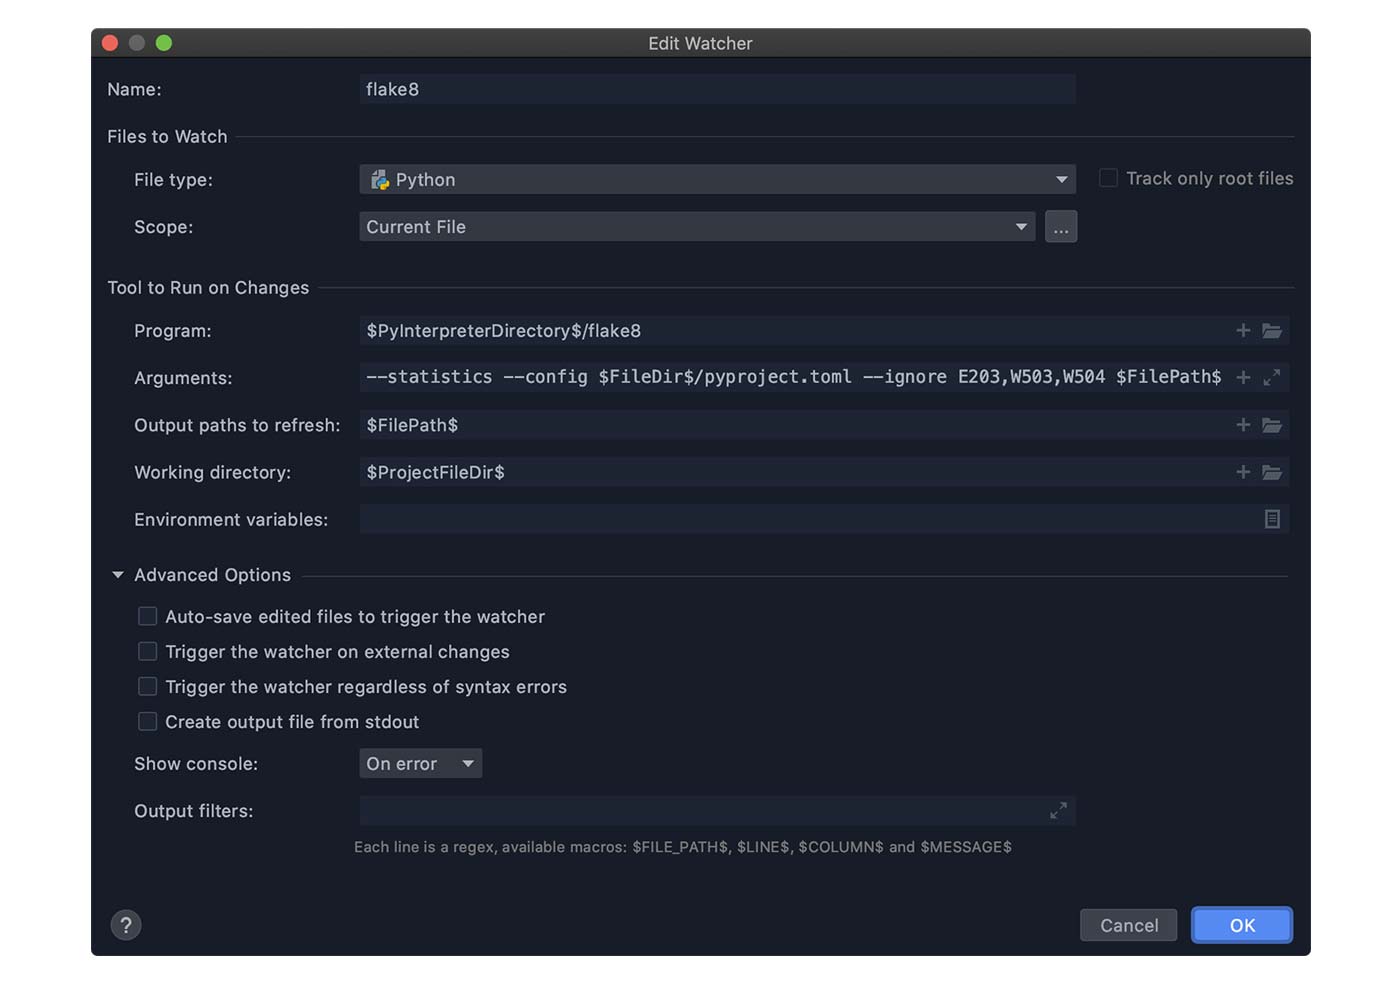 Edit Watcher
Name: flake8
Files to Watch
File type: Python Track only root files
Scope: Current File ...
Tool to Run on Changes
Program: $PyInterpreterDirectory$/flake8
Arguments: --statistics --config $FileDir$/pyproject.toml --ignore E203,W503,W504 $FilePath$
Output paths to refresh: $FilePath$
Working directory: $ProjectFileDir$
Environment variables:
Advanced Options
Auto-save edited files to trigger the watcher
Trigger the watcher on external changes
Trigger the watcher regardless of syntax errors
Create output file from stdout
Show console: On error
Output filters:
Each line is a regex, available macros: $FILE_PATH$, $LINE$, $COLUMN$ and $MESSAGE$
? Cancel OK